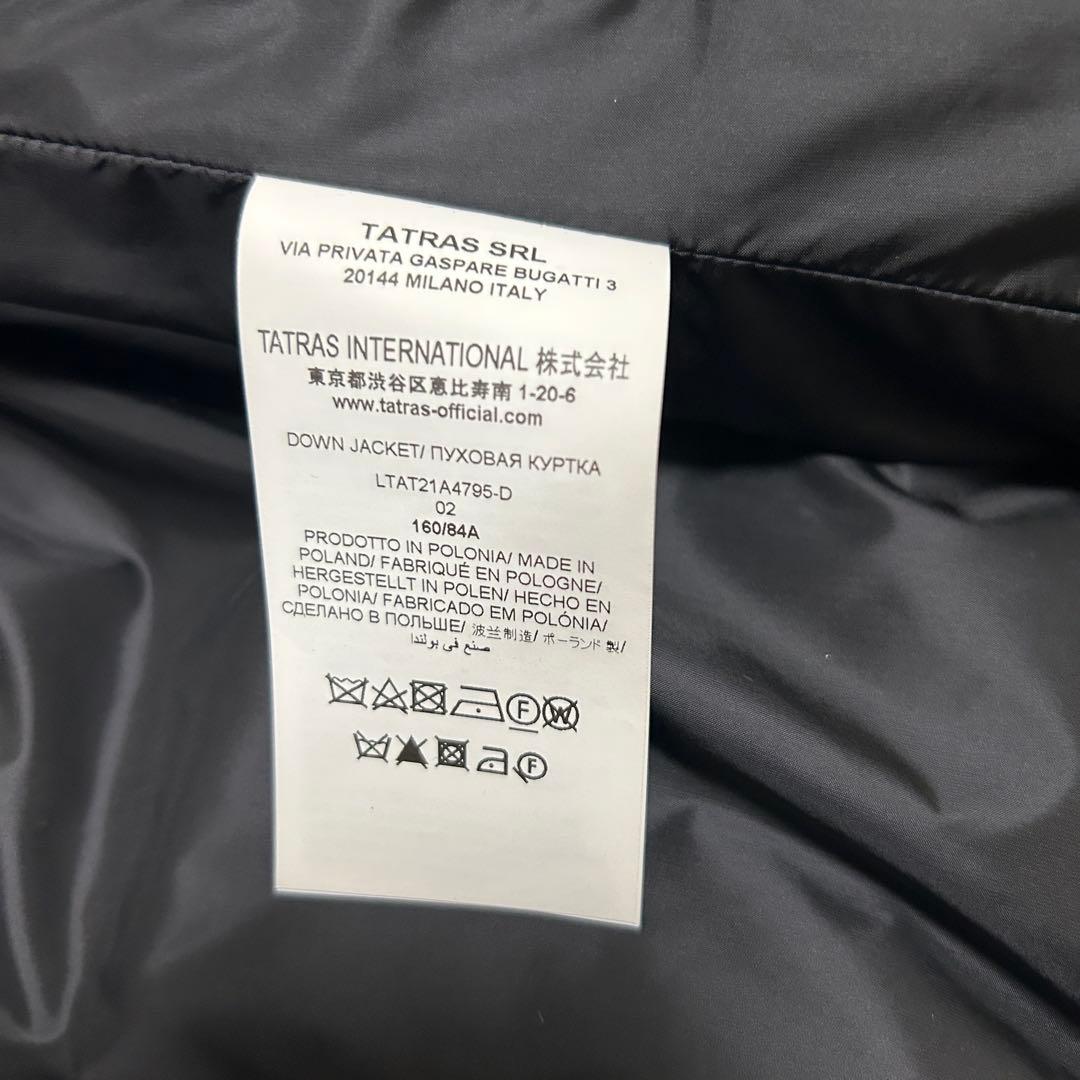 TATRAS SRL
VIA PRIVATA GASPARE BUGATTI 3
20144 MILANO ITALY
TATRAS INTERNATIONAL 株式会社
東京都渋谷区恵比寿南 1-20-6
www.tatras-official.com
DOWN JACKET/ ПУХОВАЯ КУРТКА
LTAT21A4795-D
02
160/84A
PRODOTTO IN POLONIA/ MADE IN
POLAND/ FABRIQUÉ EN POLOGNE/
HERGESTELLT IN POLEN/ HECHO EN
POLONIA/ FABRICADO EM POLÓNIA/
СДЕЛАНО В ПОЛЬШЕ/ 波兰制造/ ポーランド製/
صنع في بولندا
F W
F